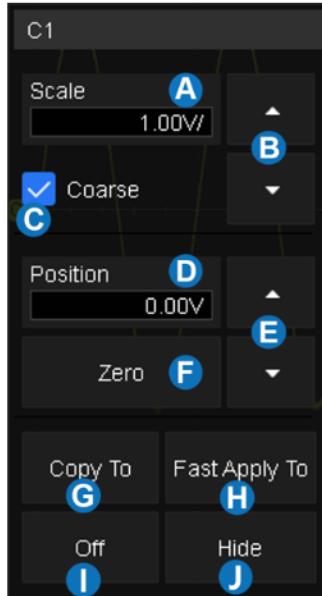 C1
Scale A
1.00V/
B
Coarse
C
Position D
0.00V
E
Zero F
Copy To Fast Apply To
G H
Off Hide
I J